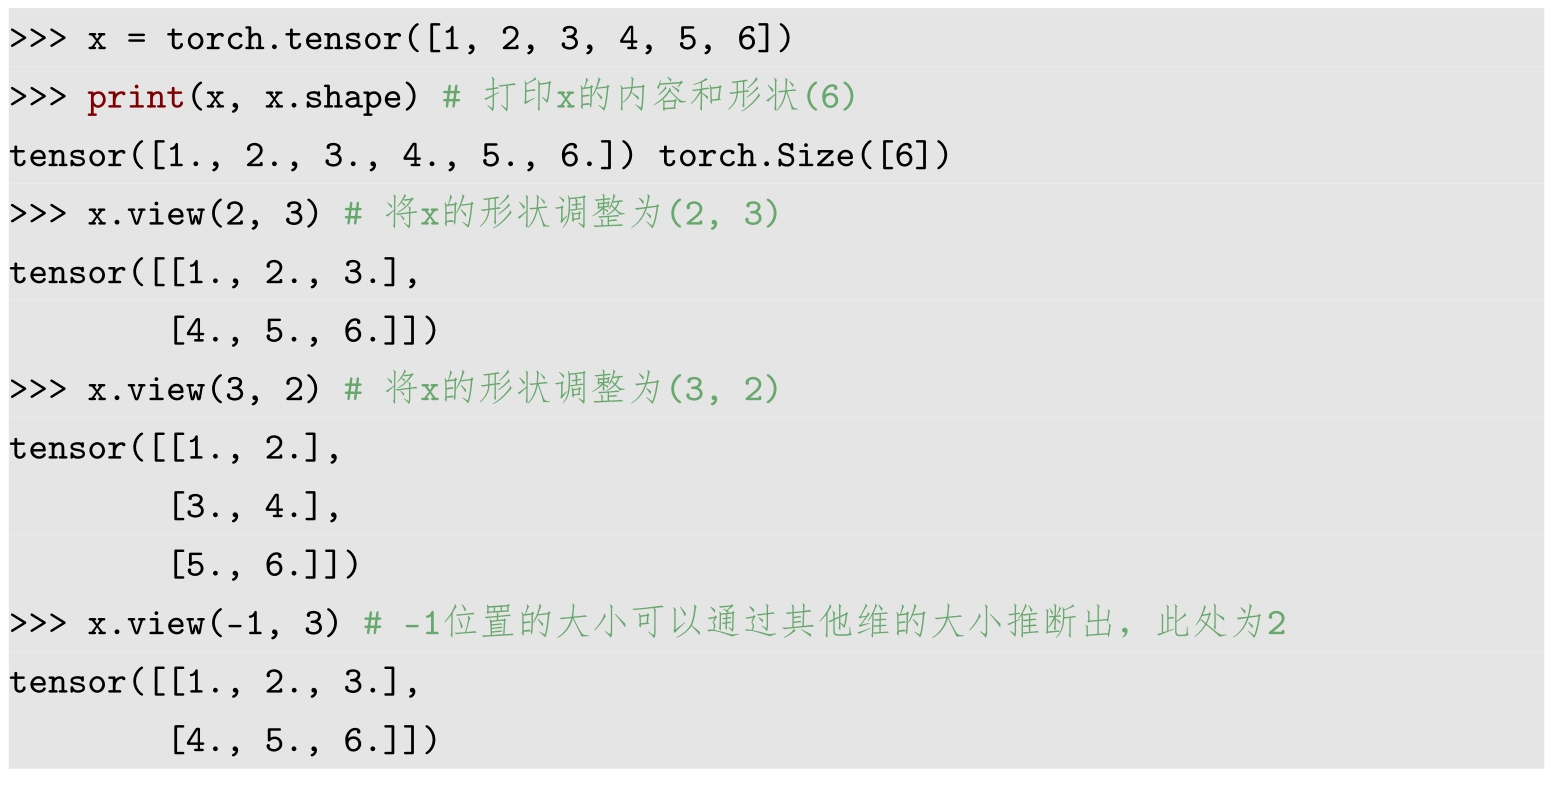 >>> x = torch.tensor([1, 2, 3, 4, 5, 6])
>>> print(x, x.shape) # 打印x的内容和形状(6)
tensor([1., 2., 3., 4., 5., 6.]) torch.Size([6])
>>> x.view(2, 3) # 将x的形状调整为(2, 3)
tensor([[1., 2., 3.],
        [4., 5., 6.]])
>>> x.view(3, 2) # 将x的形状调整为(3, 2)
tensor([[1., 2.],
        [3., 4.],
        [5., 6.]])
>>> x.view(-1, 3) # -1位置的大小可以通过其他维的大小推断出，此处为2
tensor([[1., 2., 3.],
        [4., 5., 6.]])